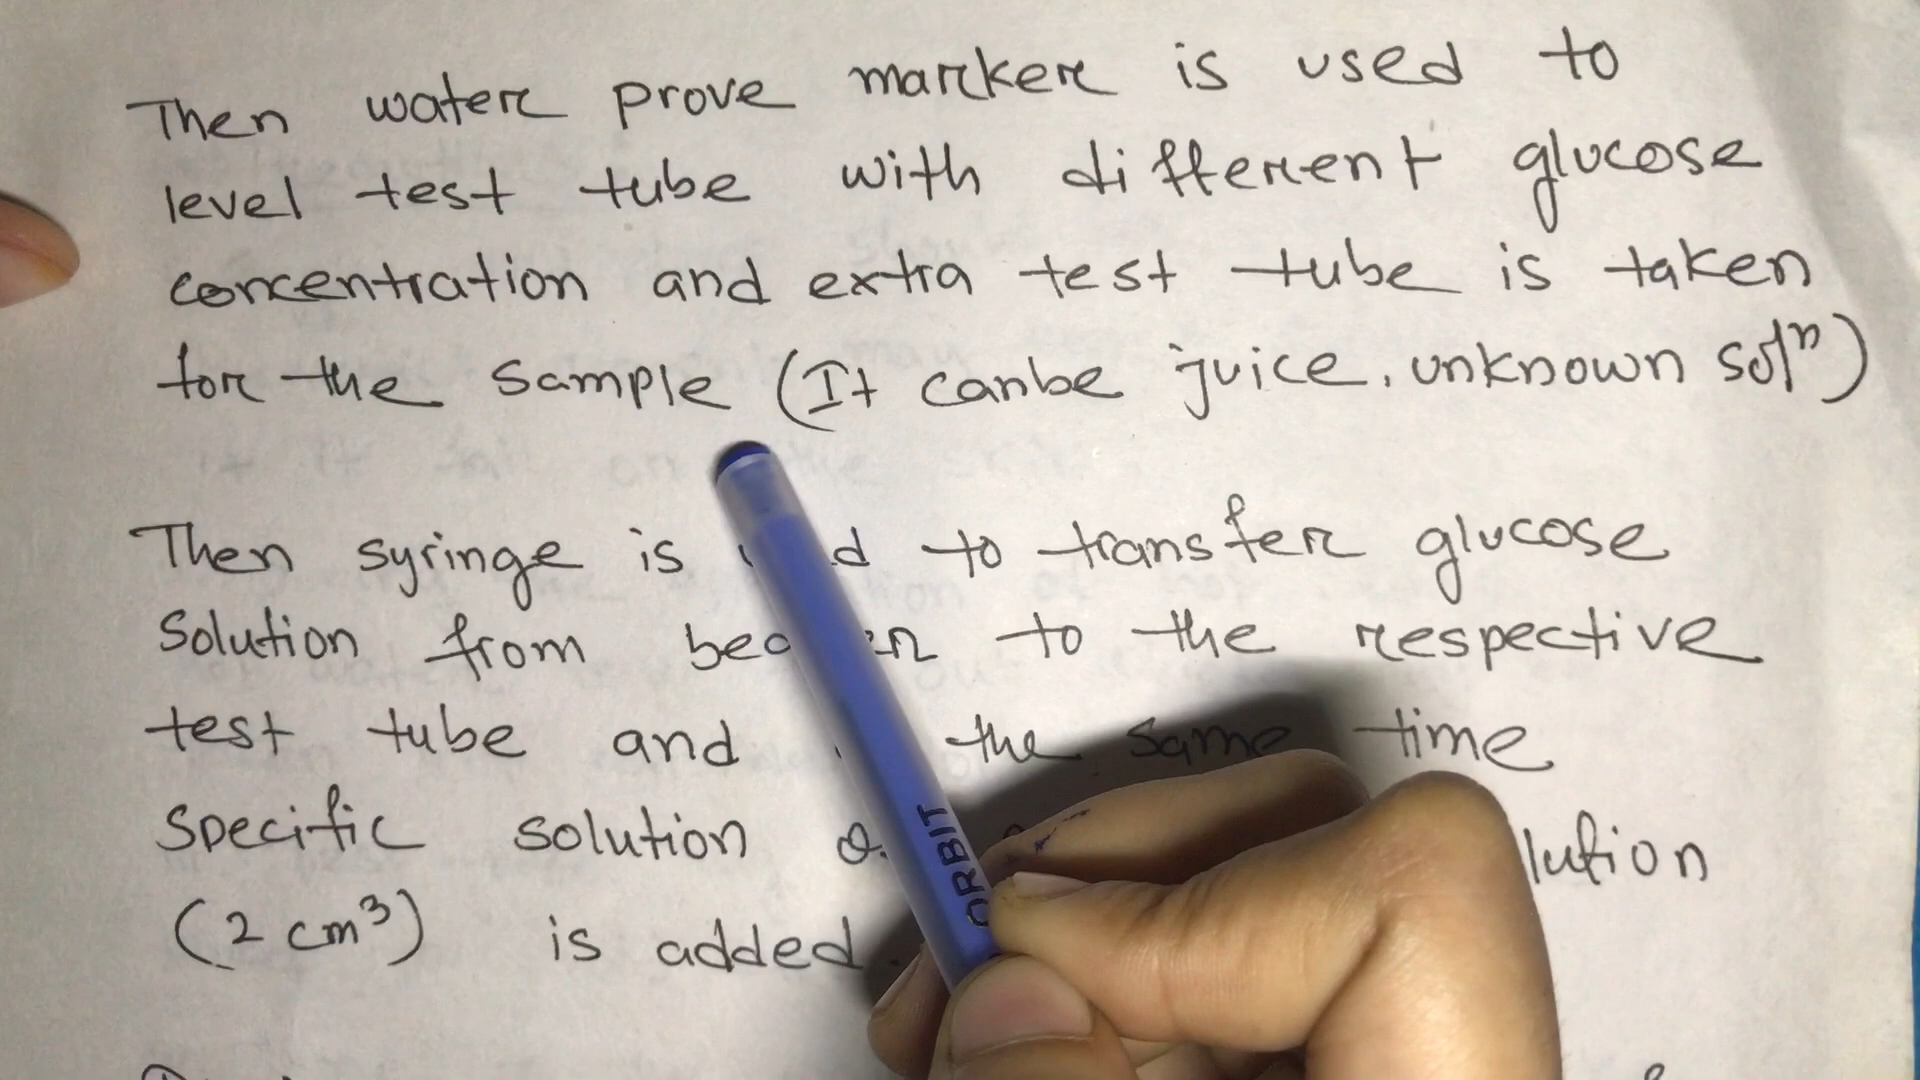 Then water prove marker is used to
level test tube with different glucose
concentration and extra test tube is taken
for the sample (It canbe juice, unknown solⁿ)
Then syringe is to transfer glucose
Solution from to the respective
test tube and the same time
specific solution lution
(2 cm³) is added.
ORBIT